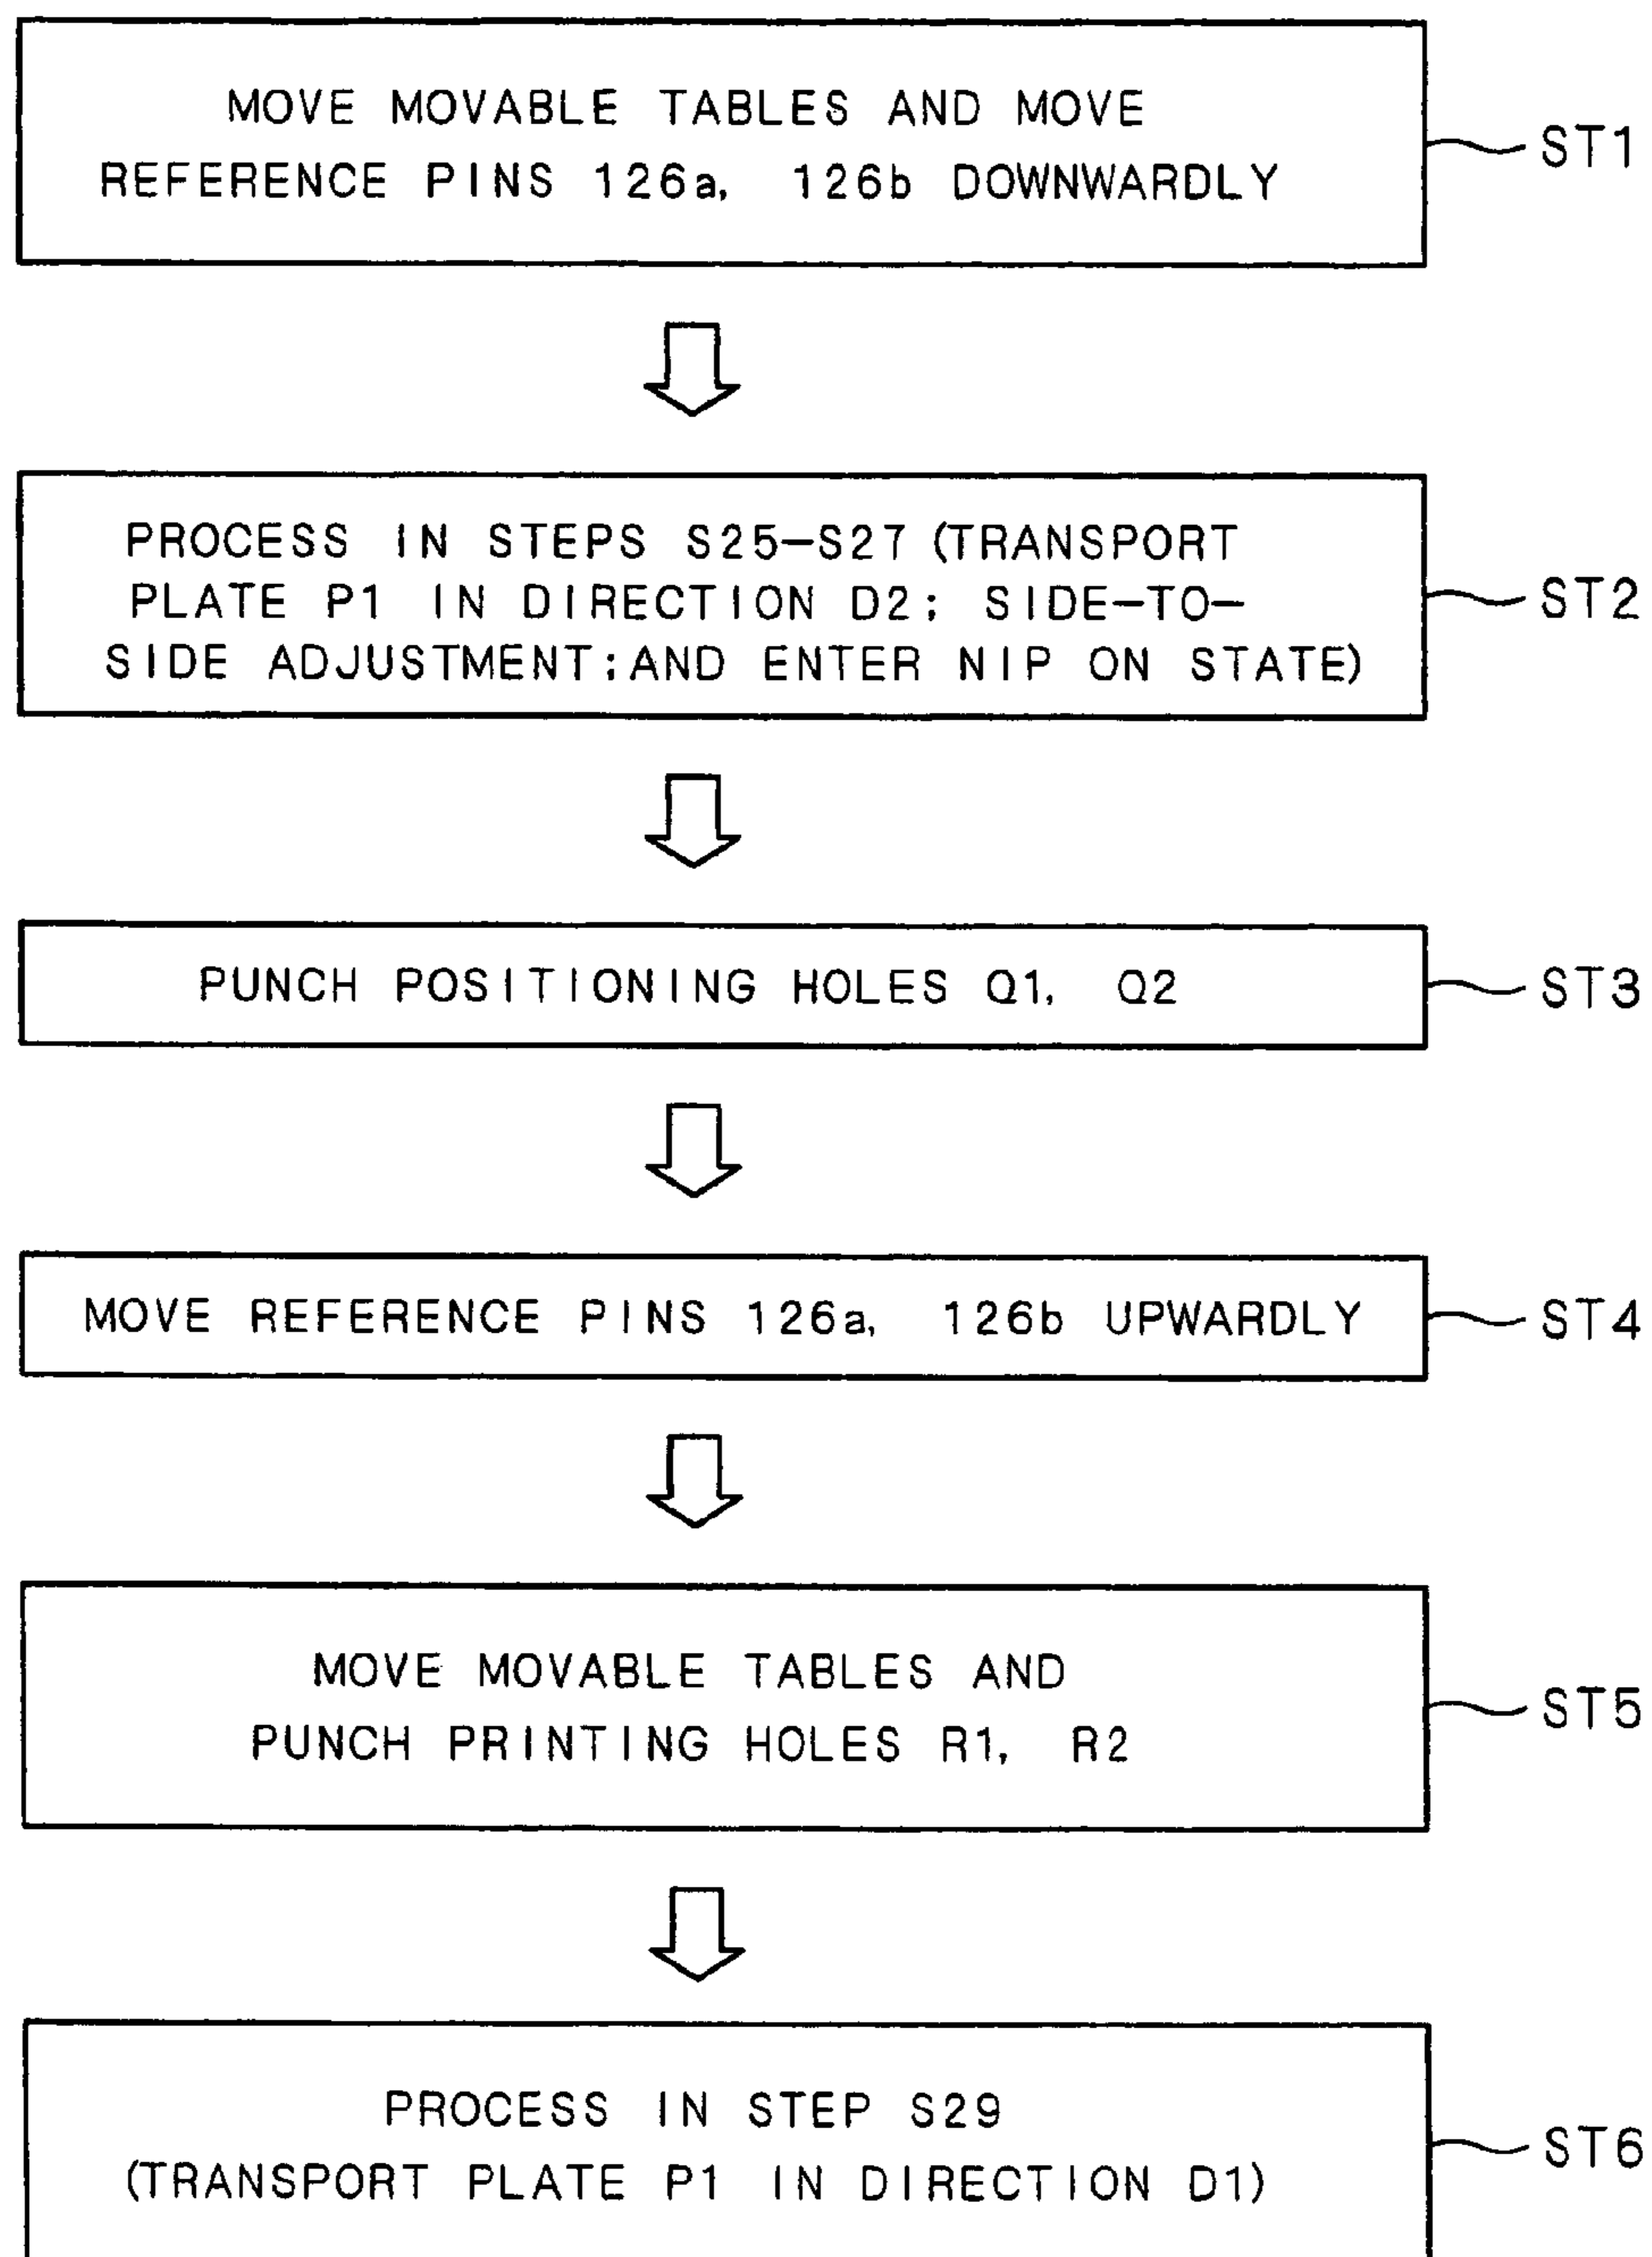 MOVE MOVABLE TABLES AND MOVE
REFERENCE PINS 126a, 126b DOWNWARDLY
ST1
PROCESS IN STEPS S25-S27 (TRANSPORT
PLATE P1 IN DIRECTION D2; SIDE-TO-
SIDE ADJUSTMENT;AND ENTER NIP ON STATE)
ST2
PUNCH POSITIONING HOLES Q1, Q2
ST3
MOVE REFERENCE PINS 126a, 126b UPWARDLY
ST4
MOVE MOVABLE TABLES AND
PUNCH PRINTING HOLES R1, R2
ST5
PROCESS IN STEP S29
(TRANSPORT PLATE P1 IN DIRECTION D1)
ST6